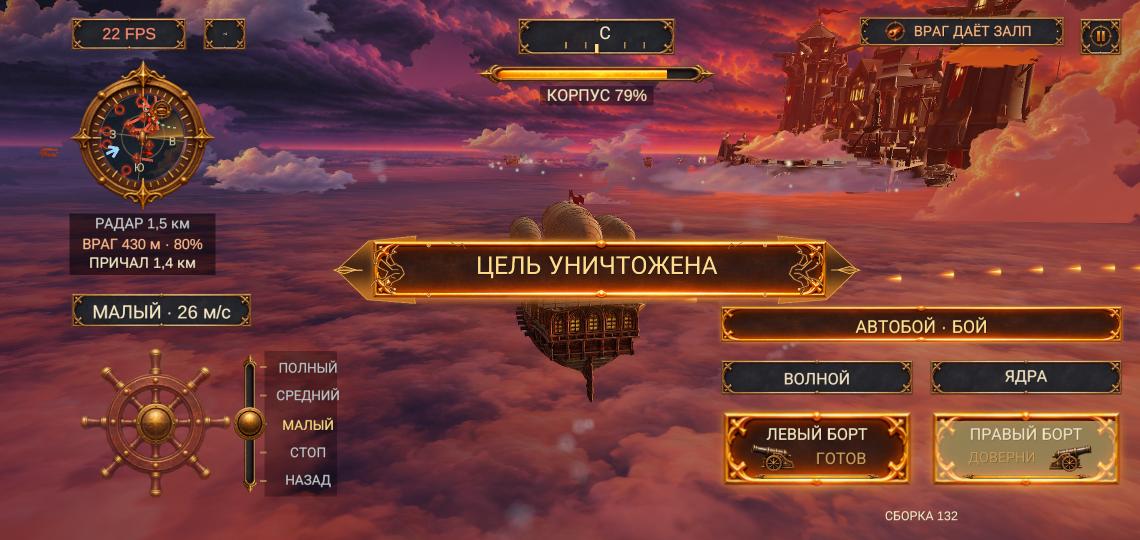 22 FPS
С
ВРАГ ДАЁТ ЗАЛП
КОРПУС 79%
З
В
Ю
РАДАР 1,5 км
ВРАГ 430 м · 80%
ПРИЧАЛ 1,4 км
ЦЕЛЬ УНИЧТОЖЕНА
МАЛЫЙ · 26 м/с
АВТОБОЙ · БОЙ
ПОЛНЫЙ
СРЕДНИЙ
МАЛЫЙ
СТОП
НАЗАД
ВОЛНОЙ
ЯДРА
ЛЕВЫЙ БОРТ
ГОТОВ
ПРАВЫЙ БОРТ
ДОВЕРНИ
СБОРКА 132